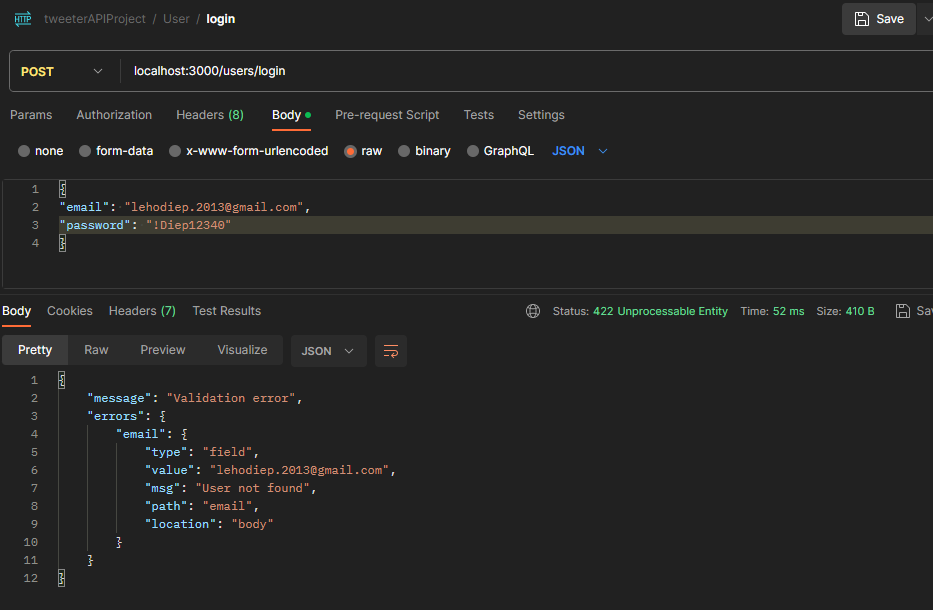 HTTP tweeterAPIProject / User / login Save
POST localhost:3000/users/login
Params Authorization Headers (8) Body Pre-request Script Tests Settings
none form-data x-www-form-urlencoded raw binary GraphQL JSON
1 {
2 "email": "lehodiep.2013@gmail.com",
3 "password": "!Diep12340"
4 }
Body Cookies Headers (7) Test Results Status: 422 Unprocessable Entity Time: 52 ms Size: 410 B Sav
Pretty Raw Preview Visualize JSON
1 {
2 "message": "Validation error",
3 "errors": {
4 "email": {
5 "type": "field",
6 "value": "lehodiep.2013@gmail.com",
7 "msg": "User not found",
8 "path": "email",
9 "location": "body"
10 }
11 }
12 }